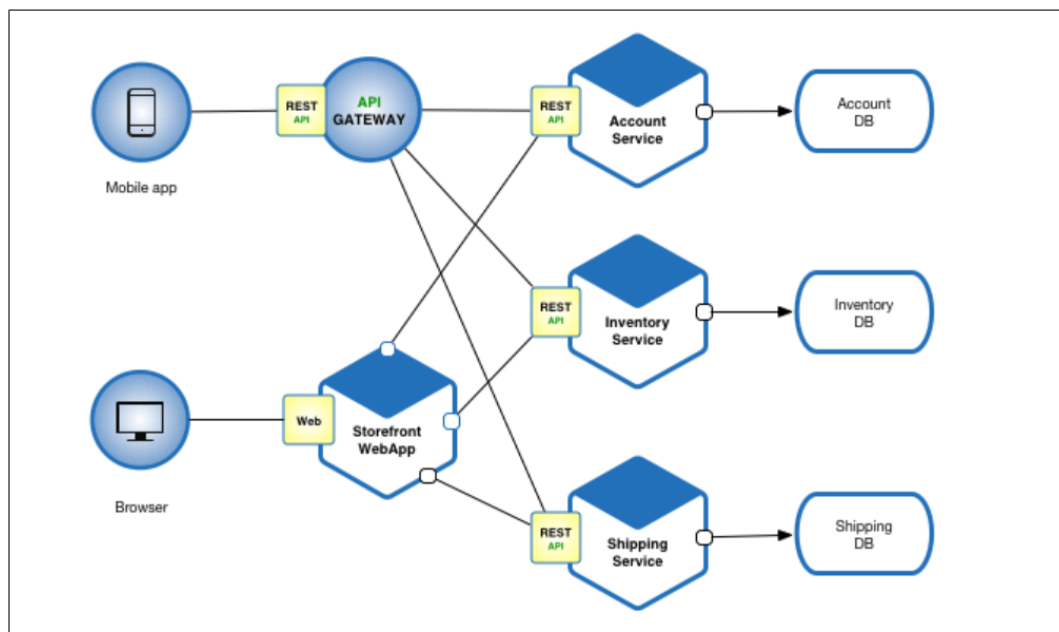 REST
API
API
GATEWAY
Mobile app
REST
API
Account
Service
Account
DB
REST
API
Inventory
Service
Inventory
DB
Web
Storefront
WebApp
Browser
REST
API
Shipping
Service
Shipping
DB